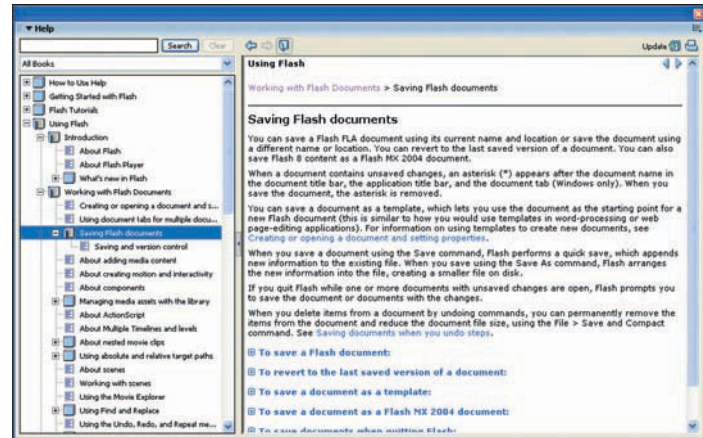 Help
Search Clear
Update
All Books
How to Use Help
Getting Started with Flash
Flash Tutorials
Using Flash
Introduction
About Flash
About Flash Player
What's new in Flash
Working with Flash Documents
Creating or opening a document and s...
Using document tabs for multiple docu...
Saving Flash documents
Saving and version control
About adding media content
About creating motion and interactivity
About components
Managing media assets with the library
About ActionScript
About Multiple Timelines and levels
About nested movie clips
Using absolute and relative target paths
About scenes
Working with scenes
Using the Movie Explorer
Using Find and Replace
Using the Undo, Redo, and Repeat me...
Using Flash
Working with Flash Documents > Saving Flash documents
Saving Flash documents
You can save a Flash FLA document using its current name and location or save the document using
a different name or location. You can revert to the last saved version of a document. You can also
save Flash 8 content as a Flash MX 2004 document.
When a document contains unsaved changes, an asterisk (*) appears after the document name in
the document title bar, the application title bar, and the document tab (Windows only). When you
save the document, the asterisk is removed.
You can save a document as a template, which lets you use the document as the starting point for a
new Flash document (this is similar to how you would use templates in word-processing or web
page-editing applications). For information on using templates to create new documents, see
Creating or opening a document and setting properties.
When you save a document using the Save command, Flash performs a quick save, which appends
new information to the existing file. When you save using the Save As command, Flash arranges
the new information into the file, creating a smaller file on disk.
If you quit Flash while one or more documents with unsaved changes are open, Flash prompts you
to save the document or documents with the changes.
When you delete items from a document by undoing commands, you can permanently remove the
items from the document and reduce the document file size, using the File > Save and Compact
command. See Saving documents when you undo steps.
To save a Flash document:
To revert to the last saved version of a document:
To save a document as a template:
To save a document as a Flash MX 2004 document:
To save documents when quitting Flash: